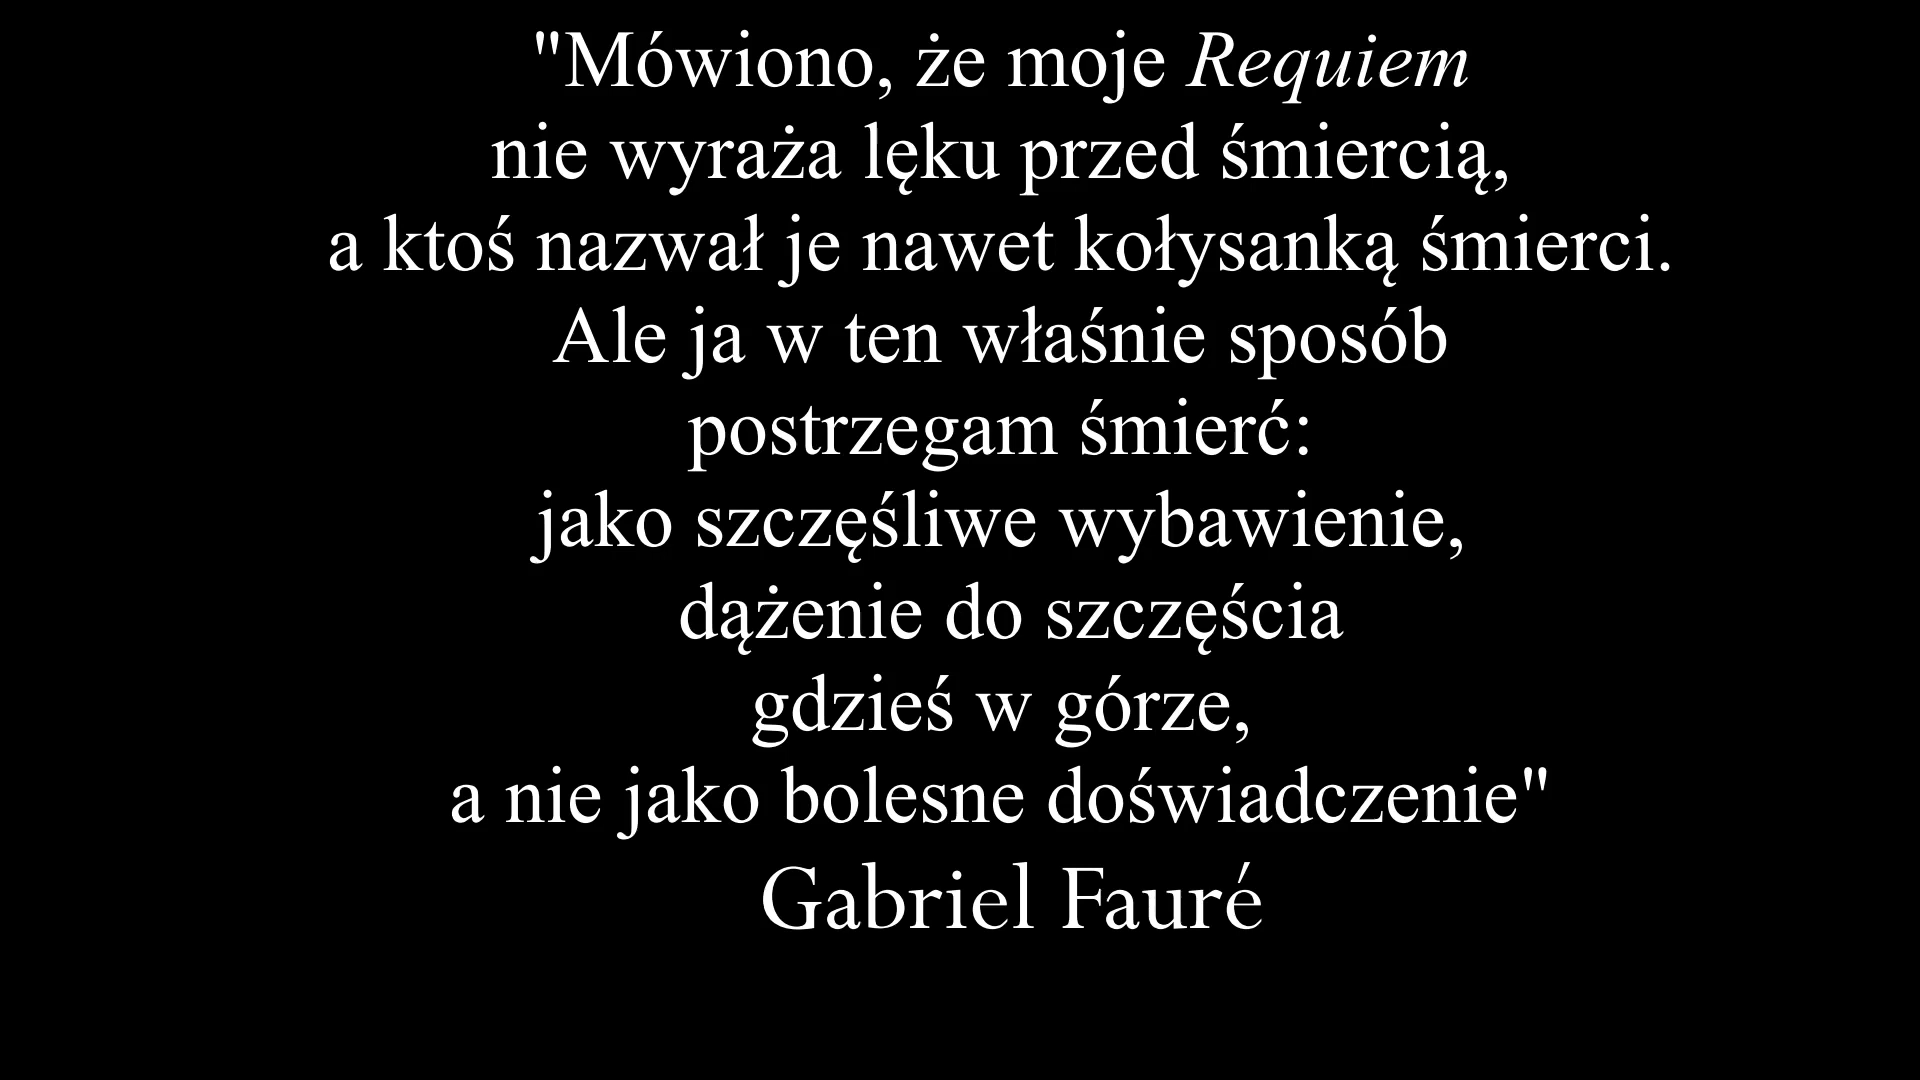 "Mówiono, że moje Requiem
nie wyraża lęku przed śmiercią,
a ktoś nazwał je nawet kołysanką śmierci.
Ale ja w ten właśnie sposób
postrzegam śmierć:
jako szczęśliwe wybawienie,
dążenie do szczęścia
gdzieś w górze,
a nie jako bolesne doświadczenie"
Gabriel Fauré